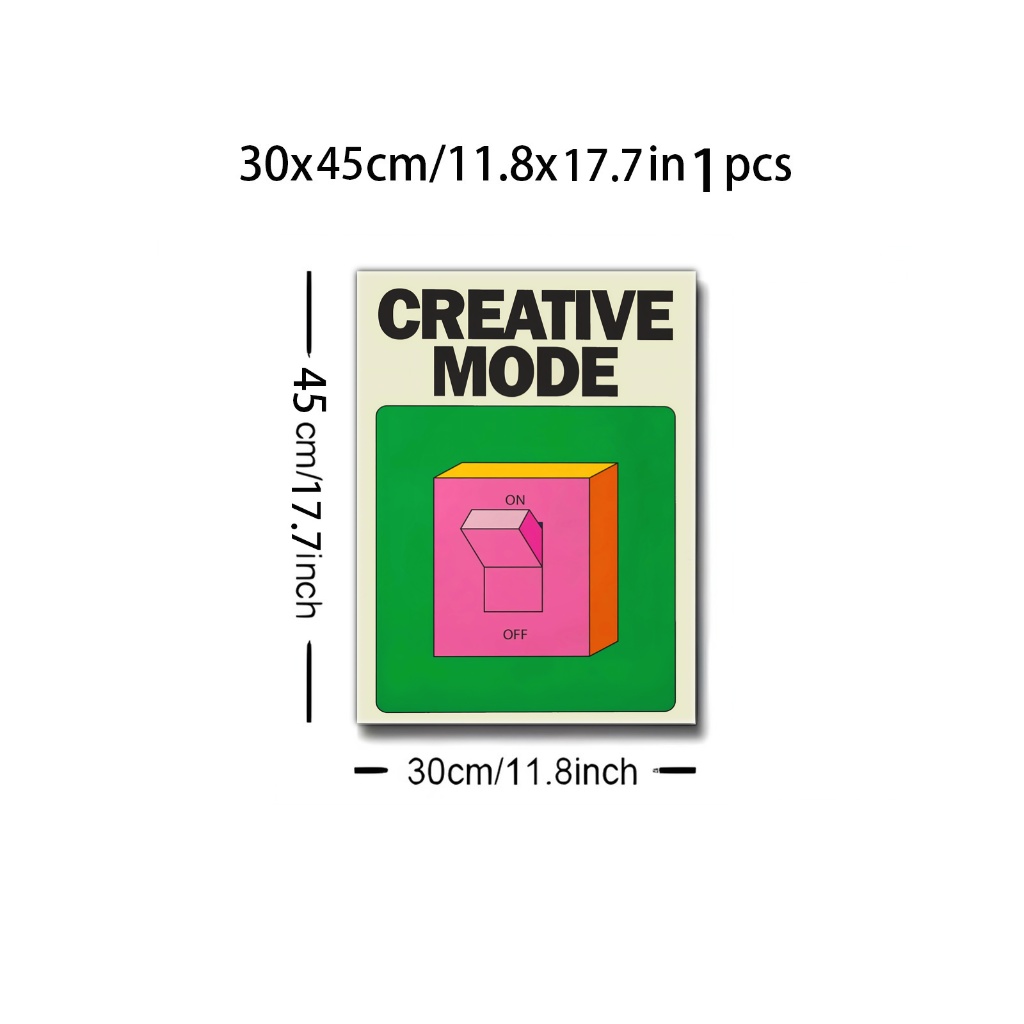 30x45cm/11.8x17.7in 1 pcs
CREATIVE
MODE
ON
OFF
45 cm/17.7inch
30cm/11.8inch